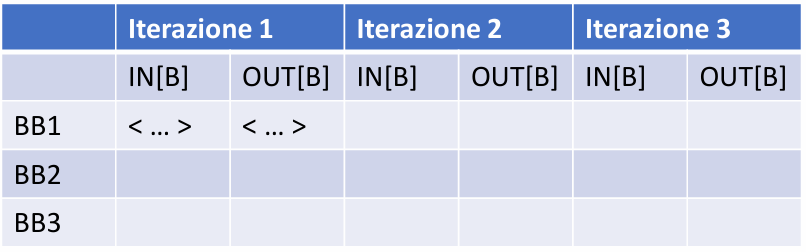 Iterazione 1 Iterazione 2 Iterazione 3
IN[B] OUT[B] IN[B] OUT[B] IN[B] OUT[B]
BB1 < … > < … >
BB2
BB3